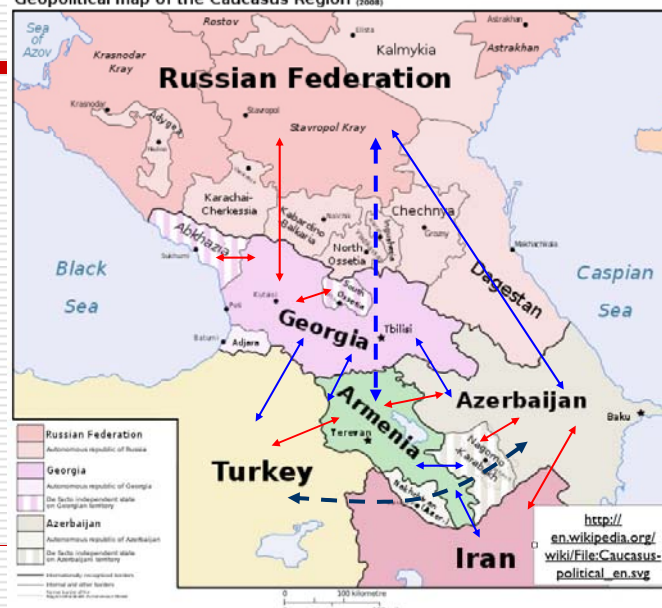 Geopolitical map of the Caucasus Region (2008)
Sea
of
Azov
Rostov
Elista
Astrakhan
Astrakhan
Kalmykia
Krasnodar
Kray
Russian Federation
Krasnodar
Stavropol
Stavropol Kray
Adygea
Karachai-
Cherkessia
Kabardino
Balkaria
Nalchik
North
Ossetia
Chechnya
Grozny
Makhachkala
Dagestan
Abkhazia
Sukhumi
Black
Sea
Caspian
Sea
Kutaisi
South
Ossetia
Poti
Georgia
Tbilisi
Batumi
Adjara
Armenia
Yerevan
Azerbaijan
Baku
Nagorno
-Karabakh
Nakhchivan
(Azer.)
Turkey
Iran
Russian Federation
Autonomous republic of Russia
Georgia
Autonomous republic of Georgia
De facto independent state
on Georgian territory
Azerbaijan
Autonomous republic of Azerbaijan
De facto independent state
on Azerbaijani territory
Internationally recognized borders
Internal and other borders
0 100 kilometre
http://
en.wikipedia.org/
wiki/File:Caucasus-
political_en.svg